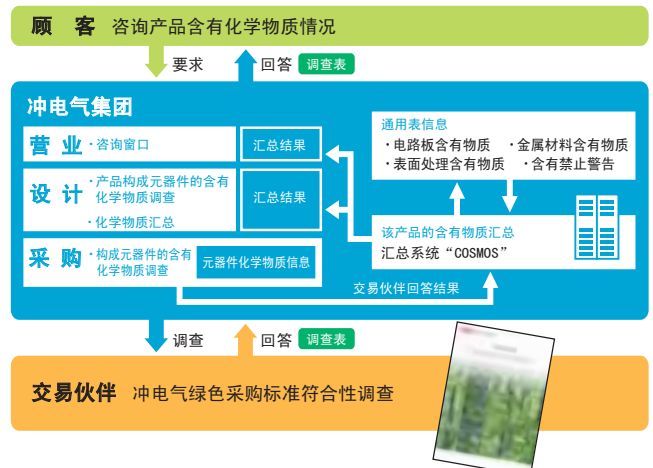 顾 客 咨询产品含有化学物质情况
要求
回答 调查表
冲电气集团
营 业 ·咨询窗口
汇总结果
设 计 ·产品构成元器件的含有
化学物质调查
·化学物质汇总
汇总结果
采 购 ·构成元器件的含有
化学物质调查
元器件化学物质信息
通用表信息
·电路板含有物质 ·金属材料含有物质
·表面处理含有物质 ·含有禁止警告
该产品的含有物质汇总
汇总系统“COSMOS”
交易伙伴回答结果
调查
回答 调查表
交易伙伴 冲电气绿色采购标准符合性调查